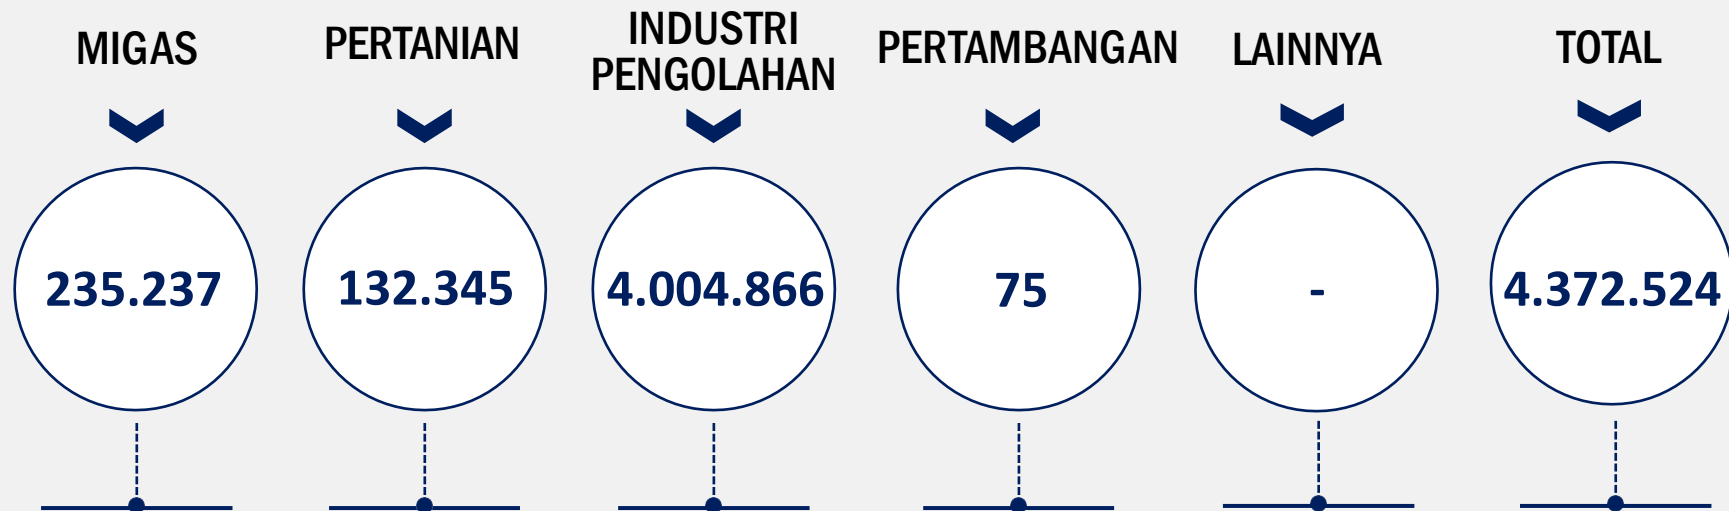 MIGAS
PERTANIAN
INDUSTRI
PENGOLAHAN
PERTAMBANGAN
LAINNYA
TOTAL
235.237
132.345
4.004.866
75
-
4.372.524